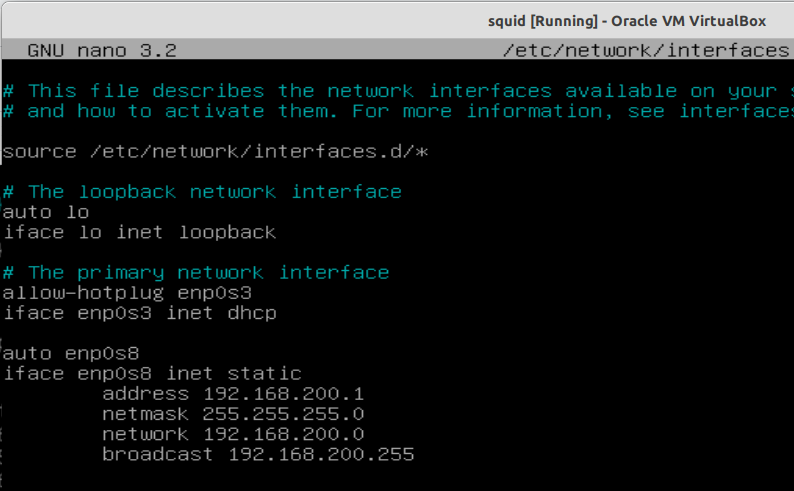 squid [Running] - Oracle VM VirtualBox
GNU nano 3.2 /etc/network/interfaces
# This file describes the network interfaces available on your
# and how to activate them. For more information, see interfaces
source /etc/network/interfaces.d/*
# The loopback network interface
auto lo
iface lo inet loopback
# The primary network interface
allow-hotplug enp0s3
iface enp0s3 inet dhcp
auto enp0s8
iface enp0s8 inet static
address 192.168.200.1
netmask 255.255.255.0
network 192.168.200.0
broadcast 192.168.200.255